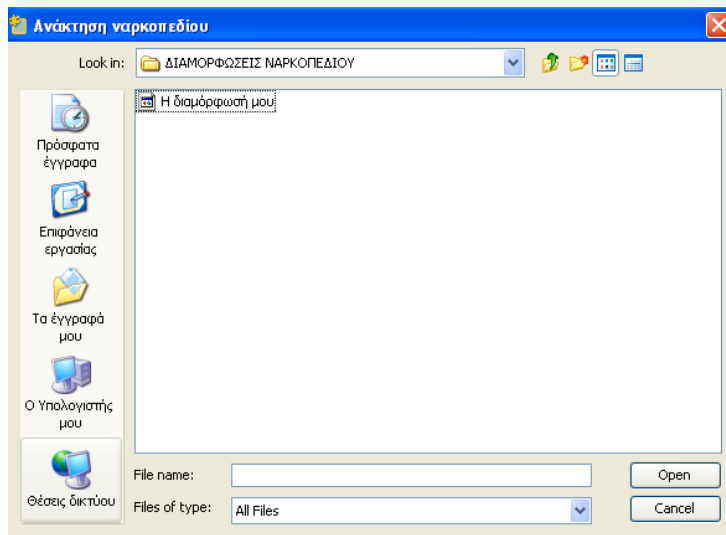 Ανάκτηση ναρκοπεδίου
Look in: ΔΙΑΜΟΡΦΩΣΕΙΣ ΝΑΡΚΟΠΕΔΙΟΥ
Η διαμόρφωσή μου
Πρόσφατα
έγγραφα
Επιφάνεια
εργασίας
Τα έγγραφά
μου
Ο Υπολογιστής
μου
Θέσεις δικτύου
File name:
Open
Files of type: All Files
Cancel